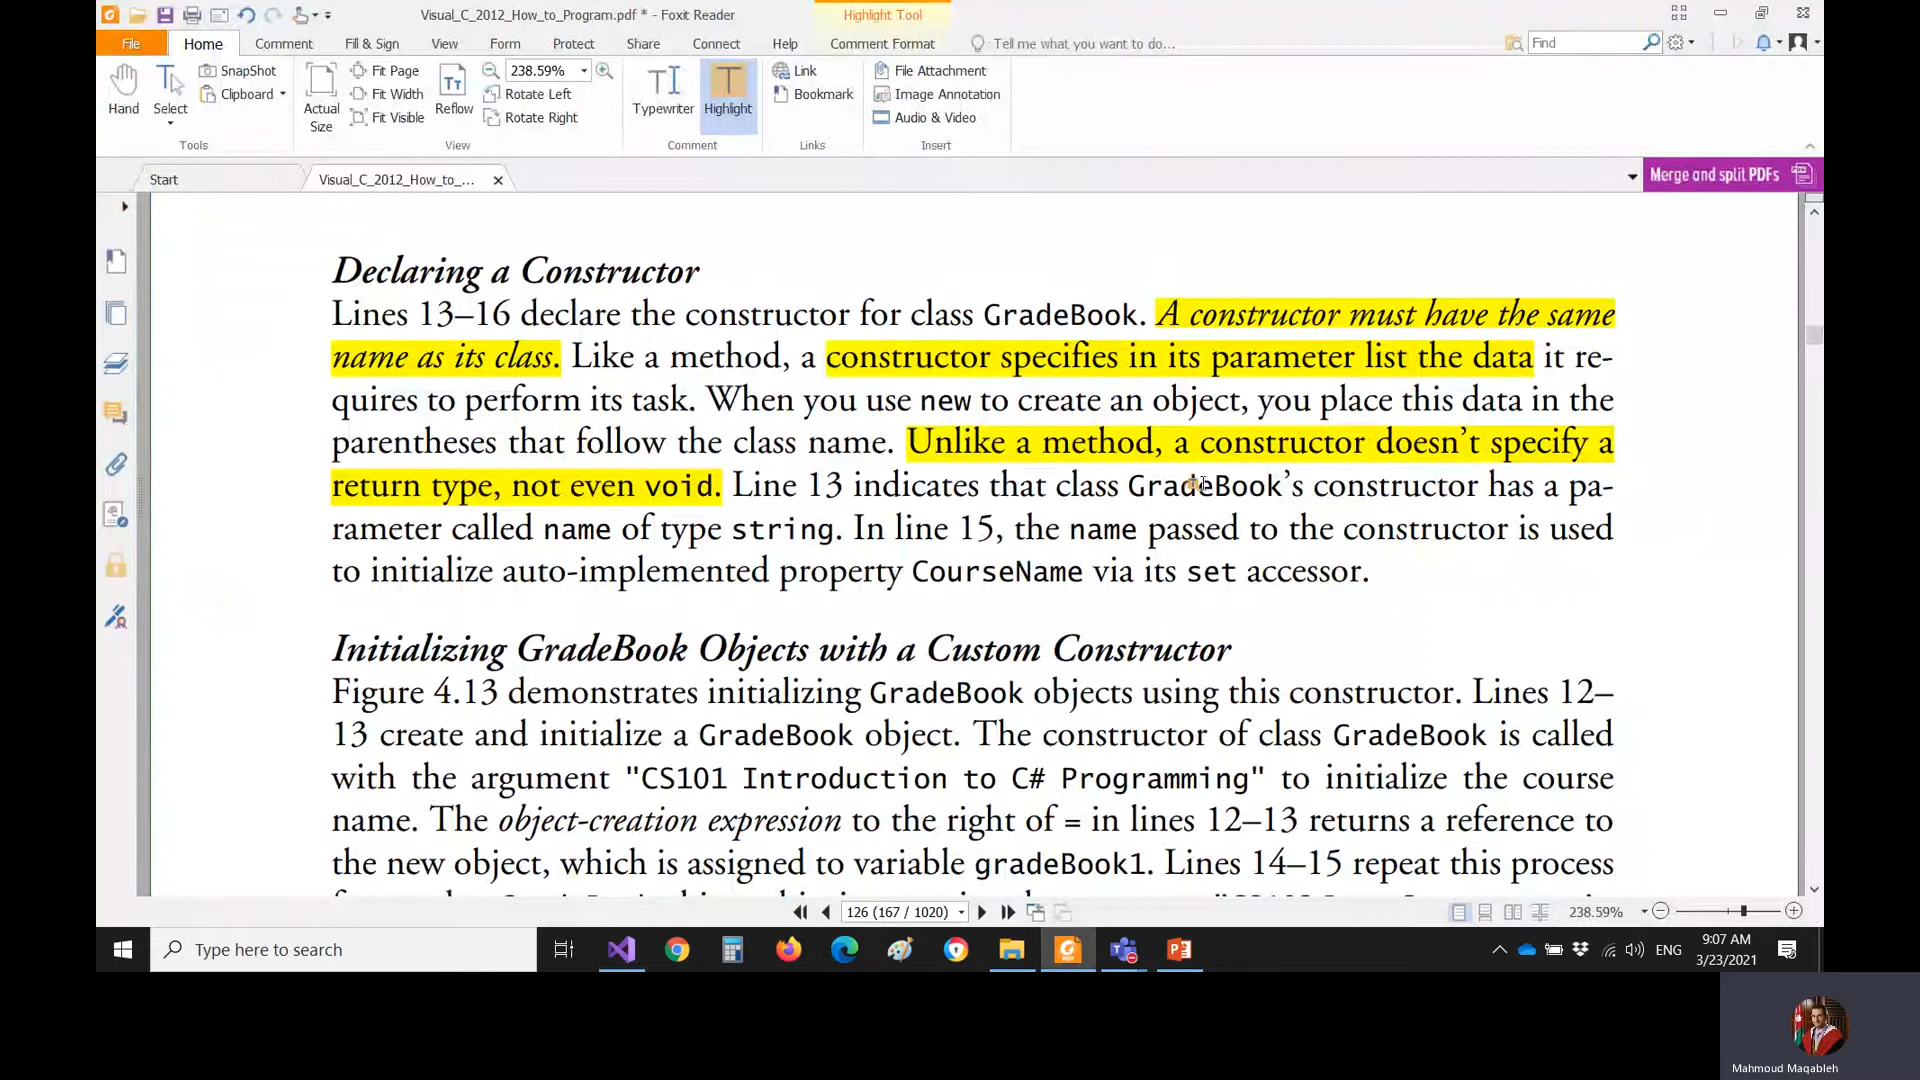 Visual_C_2012_How_to_Program.pdf * - Foxit Reader
Highlight Tool
File Home Comment Fill & Sign View Form Protect Share Connect Help Comment Format Tell me what you want to do... Find
Hand
Select
SnapShot
Clipboard
Tools
Actual
Size
Fit Page
Fit Width
Fit Visible
Reflow
238.59%
Rotate Left
Rotate Right
View
Typewriter
Highlight
Comment
Link
Bookmark
Links
File Attachment
Image Annotation
Audio & Video
Insert
Start
Visual_C_2012_How_to_...
Merge and split PDFs
Declaring a Constructor
Lines 13–16 declare the constructor for class GradeBook. A constructor must have the same
name as its class. Like a method, a constructor specifies in its parameter list the data it re-
quires to perform its task. When you use new to create an object, you place this data in the
parentheses that follow the class name. Unlike a method, a constructor doesn’t specify a
return type, not even void. Line 13 indicates that class GradeBook’s constructor has a pa-
rameter called name of type string. In line 15, the name passed to the constructor is used
to initialize auto-implemented property CourseName via its set accessor.
Initializing GradeBook Objects with a Custom Constructor
Figure 4.13 demonstrates initializing GradeBook objects using this constructor. Lines 12–
13 create and initialize a GradeBook object. The constructor of class GradeBook is called
with the argument "CS101 Introduction to C# Programming" to initialize the course
name. The object-creation expression to the right of = in lines 12–13 returns a reference to
the new object, which is assigned to variable gradeBook1. Lines 14–15 repeat this process
126 (167 / 1020)
238.59%
Type here to search
ENG
9:07 AM
3/23/2021
Mahmoud Maqableh